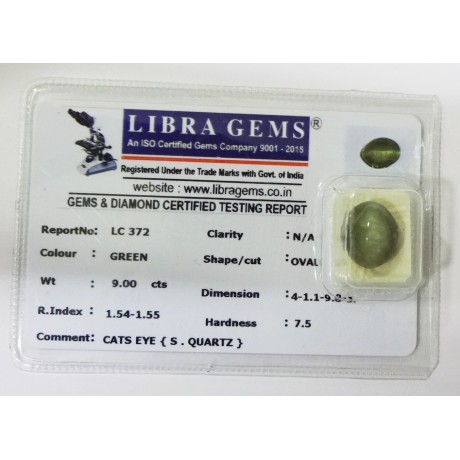 LIBRA GEMS ®
An ISO Certified Gems Company 9001 - 2015
Registered Under the Trade Marks with Govt. of India
website : www.libragems.co.in
GEMS & DIAMOND CERTIFIED TESTING REPORT
ReportNo: LC 372 Clarity : N/A
Colour : GREEN Shape/cut : OVAL
Wt : 9.00 cts Dimension :
R.Index : 1.54-1.55 Hardness : 7.5
Comment: CATS EYE { S . QUARTZ }